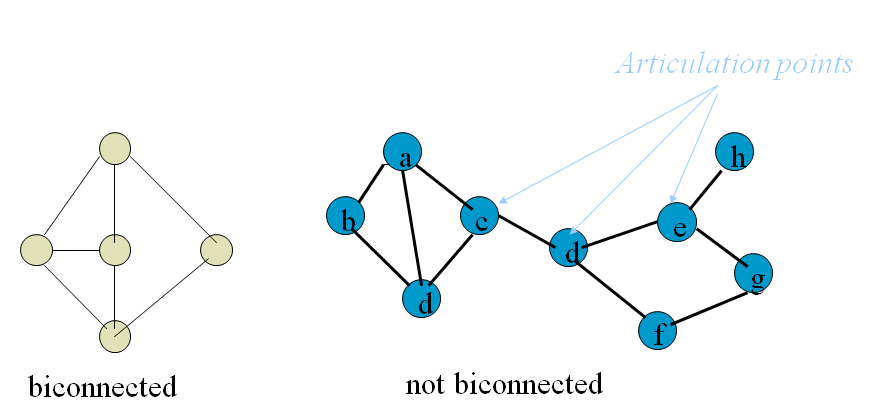 Articulation points
a
h
b
c
e
d
g
d
f
biconnected
not biconnected